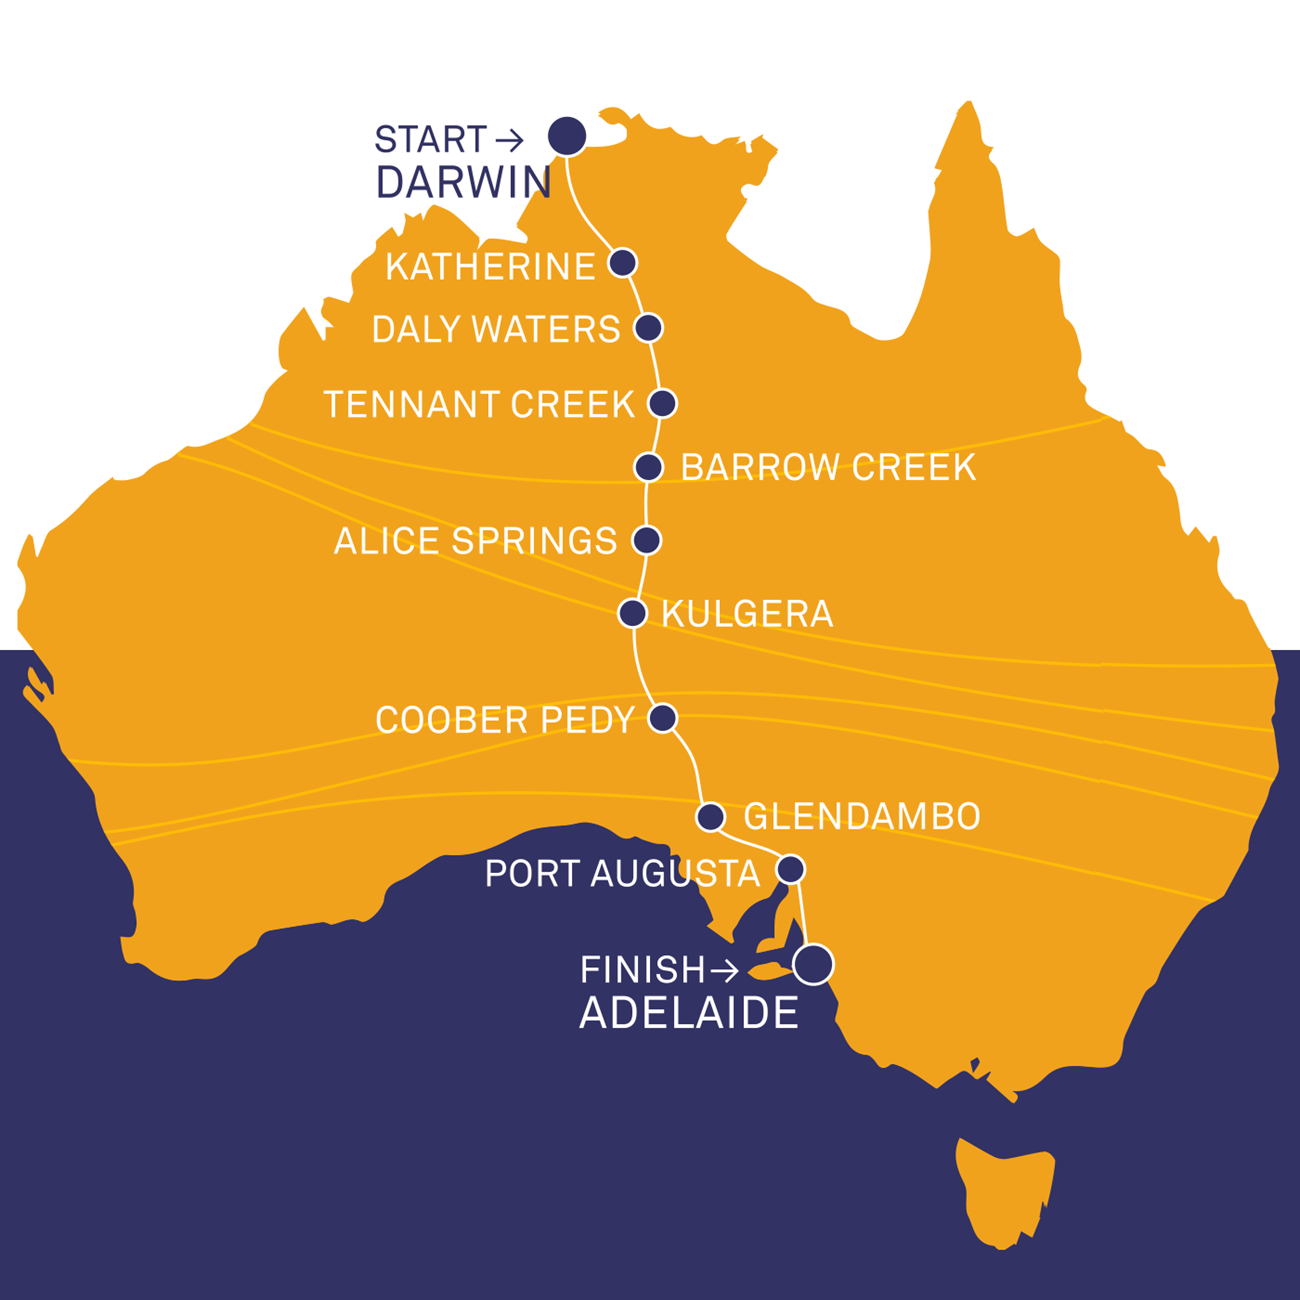 START →
DARWIN
KATHERINE
DALY WATERS
TENNANT CREEK
BARROW CREEK
ALICE SPRINGS
KULGERA
COOBER PEDY
GLENDAMBO
PORT AUGUSTA
FINISH→
ADELAIDE